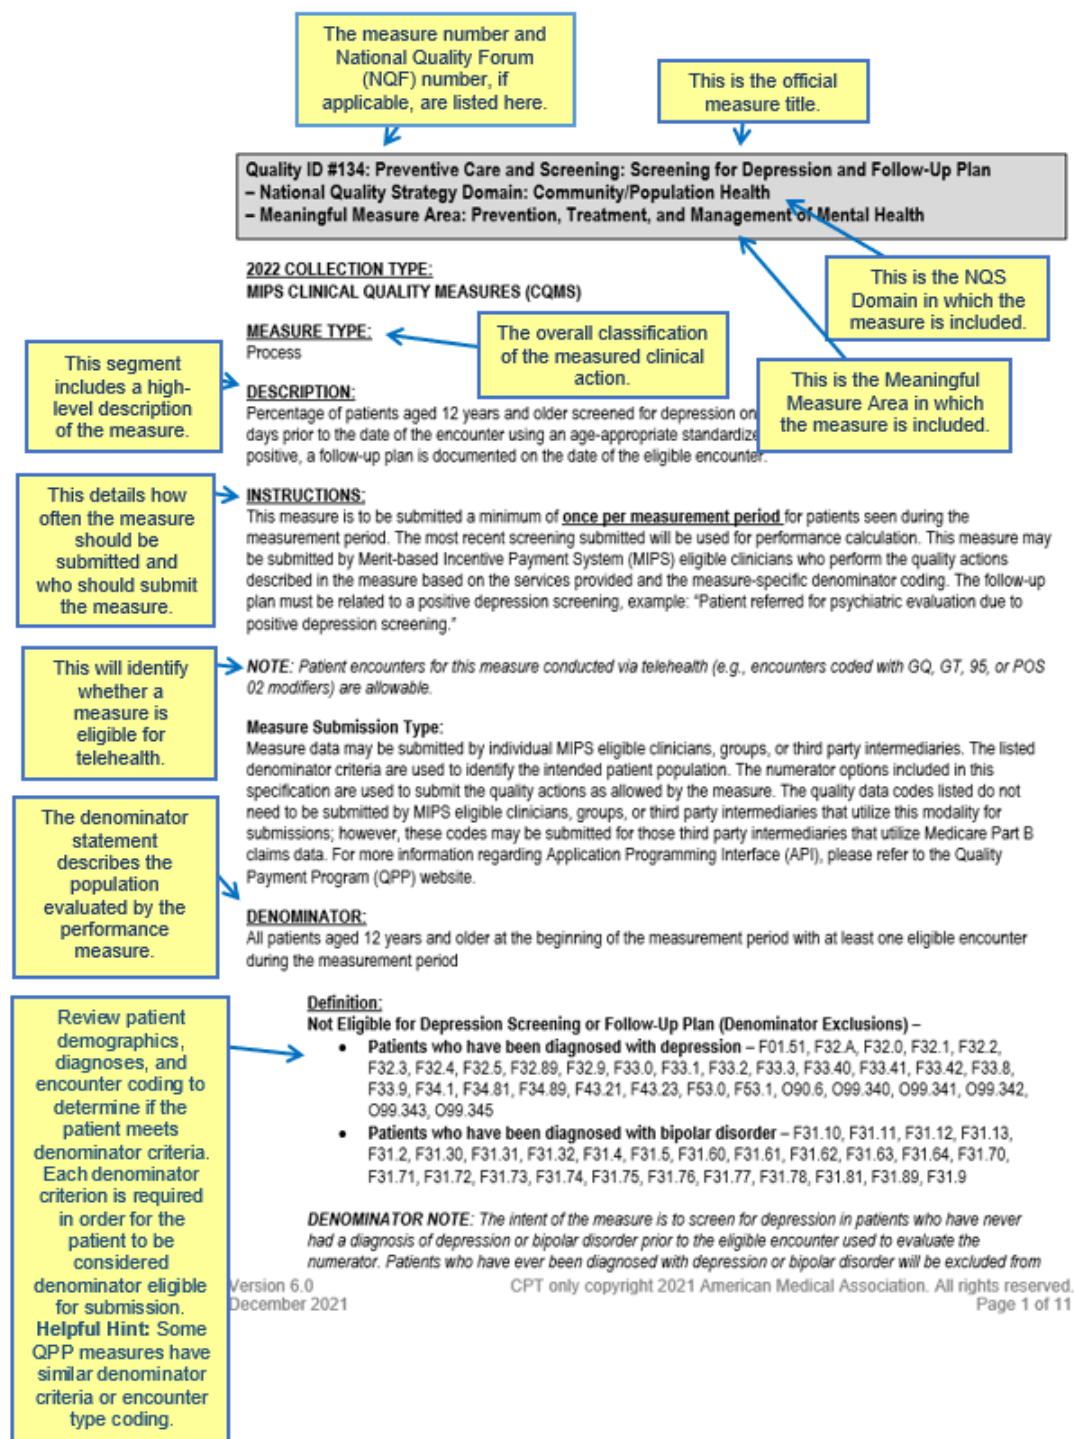 The measure number and
National Quality Forum
(NQF) number, if
applicable, are listed here.
This is the official
measure title.
Quality ID #134: Preventive Care and Screening: Screening for Depression and Follow-Up Plan
– National Quality Strategy Domain: Community/Population Health
– Meaningful Measure Area: Prevention, Treatment, and Management of Mental Health
This is the NQS
Domain in which the
measure is included.
This is the Meaningful
Measure Area in which
the measure is included.
2022 COLLECTION TYPE:
MIPS CLINICAL QUALITY MEASURES (CQMS)
MEASURE TYPE:
Process
The overall classification
of the measured clinical
action.
This segment
includes a high-
level description
of the measure.
DESCRIPTION:
Percentage of patients aged 12 years and older screened for depression on
days prior to the date of the encounter using an age-appropriate standardize
positive, a follow-up plan is documented on the date of the eligible encounter.
This details how
often the measure
should be
submitted and
who should submit
the measure.
INSTRUCTIONS:
This measure is to be submitted a minimum of once per measurement period for patients seen during the
measurement period. The most recent screening submitted will be used for performance calculation. This measure may
be submitted by Merit-based Incentive Payment System (MIPS) eligible clinicians who perform the quality actions
described in the measure based on the services provided and the measure-specific denominator coding. The follow-up
plan must be related to a positive depression screening, example: “Patient referred for psychiatric evaluation due to
positive depression screening.”
This will identify
whether a
measure is
eligible for
telehealth.
NOTE: Patient encounters for this measure conducted via telehealth (e.g., encounters coded with GQ, GT, 95, or POS
02 modifiers) are allowable.
Measure Submission Type:
Measure data may be submitted by individual MIPS eligible clinicians, groups, or third party intermediaries. The listed
denominator criteria are used to identify the intended patient population. The numerator options included in this
specification are used to submit the quality actions as allowed by the measure. The quality data codes listed do not
need to be submitted by MIPS eligible clinicians, groups, or third party intermediaries that utilize this modality for
submissions; however, these codes may be submitted for those third party intermediaries that utilize Medicare Part B
claims data. For more information regarding Application Programming Interface (API), please refer to the Quality
Payment Program (QPP) website.
The denominator
statement
describes the
population
evaluated by the
performance
measure.
DENOMINATOR:
All patients aged 12 years and older at the beginning of the measurement period with at least one eligible encounter
during the measurement period
Review patient
demographics,
diagnoses, and
encounter coding to
determine if the
patient meets
denominator criteria.
Each denominator
criterion is required
in order for the
patient to be
considered
denominator eligible
for submission.
Helpful Hint: Some
QPP measures have
similar denominator
criteria or encounter
type coding.
Definition:
Not Eligible for Depression Screening or Follow-Up Plan (Denominator Exclusions) –
• Patients who have been diagnosed with depression – F01.51, F32.A, F32.0, F32.1, F32.2,
F32.3, F32.4, F32.5, F32.89, F32.9, F33.0, F33.1, F33.2, F33.3, F33.40, F33.41, F33.42, F33.8,
F33.9, F34.1, F34.81, F34.89, F43.21, F43.23, F53.0, F53.1, O90.6, O99.340, O99.341, O99.342,
O99.343, O99.345
• Patients who have been diagnosed with bipolar disorder – F31.10, F31.11, F31.12, F31.13,
F31.2, F31.30, F31.31, F31.32, F31.4, F31.5, F31.60, F31.61, F31.62, F31.63, F31.64, F31.70,
F31.71, F31.72, F31.73, F31.74, F31.75, F31.76, F31.77, F31.78, F31.81, F31.89, F31.9
DENOMINATOR NOTE: The intent of the measure is to screen for depression in patients who have never
had a diagnosis of depression or bipolar disorder prior to the eligible encounter used to evaluate the
numerator. Patients who have ever been diagnosed with depression or bipolar disorder will be excluded from
Version 6.0
December 2021
CPT only copyright 2021 American Medical Association. All rights reserved.
Page 1 of 11